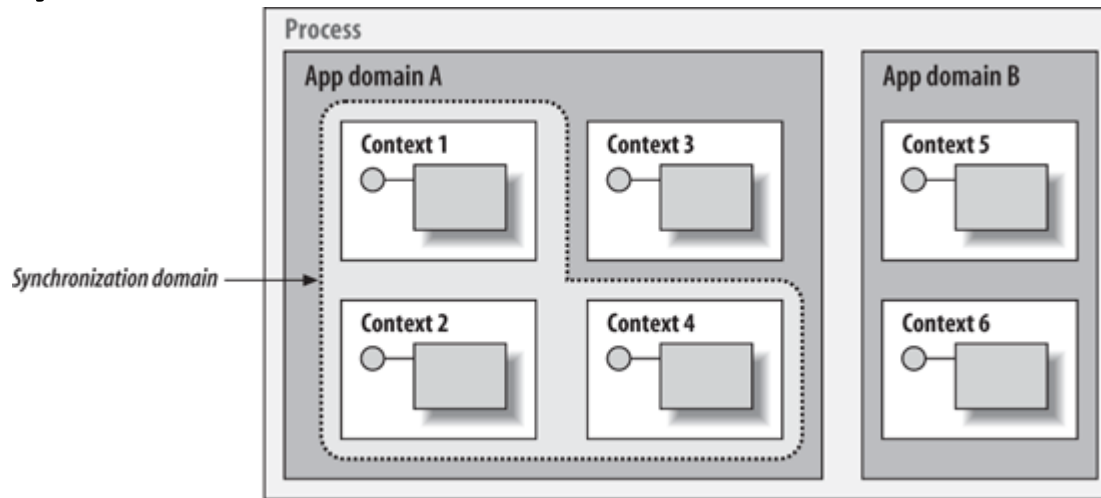 Process
App domain A
App domain B
Context 1
Context 3
Context 5
Synchronization domain
Context 2
Context 4
Context 6